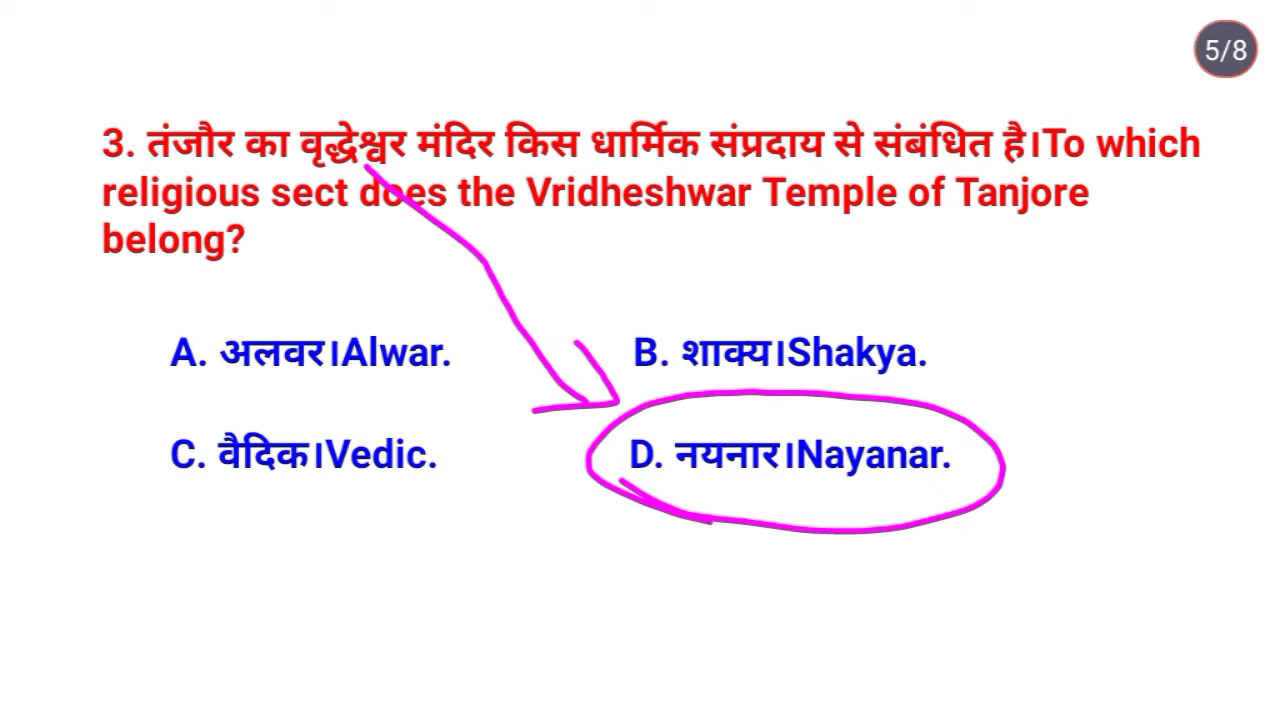 5/8
3. तंजौर का वृद्धेश्वर मंदिर किस धार्मिक संप्रदाय से संबंधित है।To which
religious sect does the Vridheshwar Temple of Tanjore
belong?
A. अलवर।Alwar. B. शाक्य।Shakya.
C. वैदिक।Vedic. D. नयनार।Nayanar.